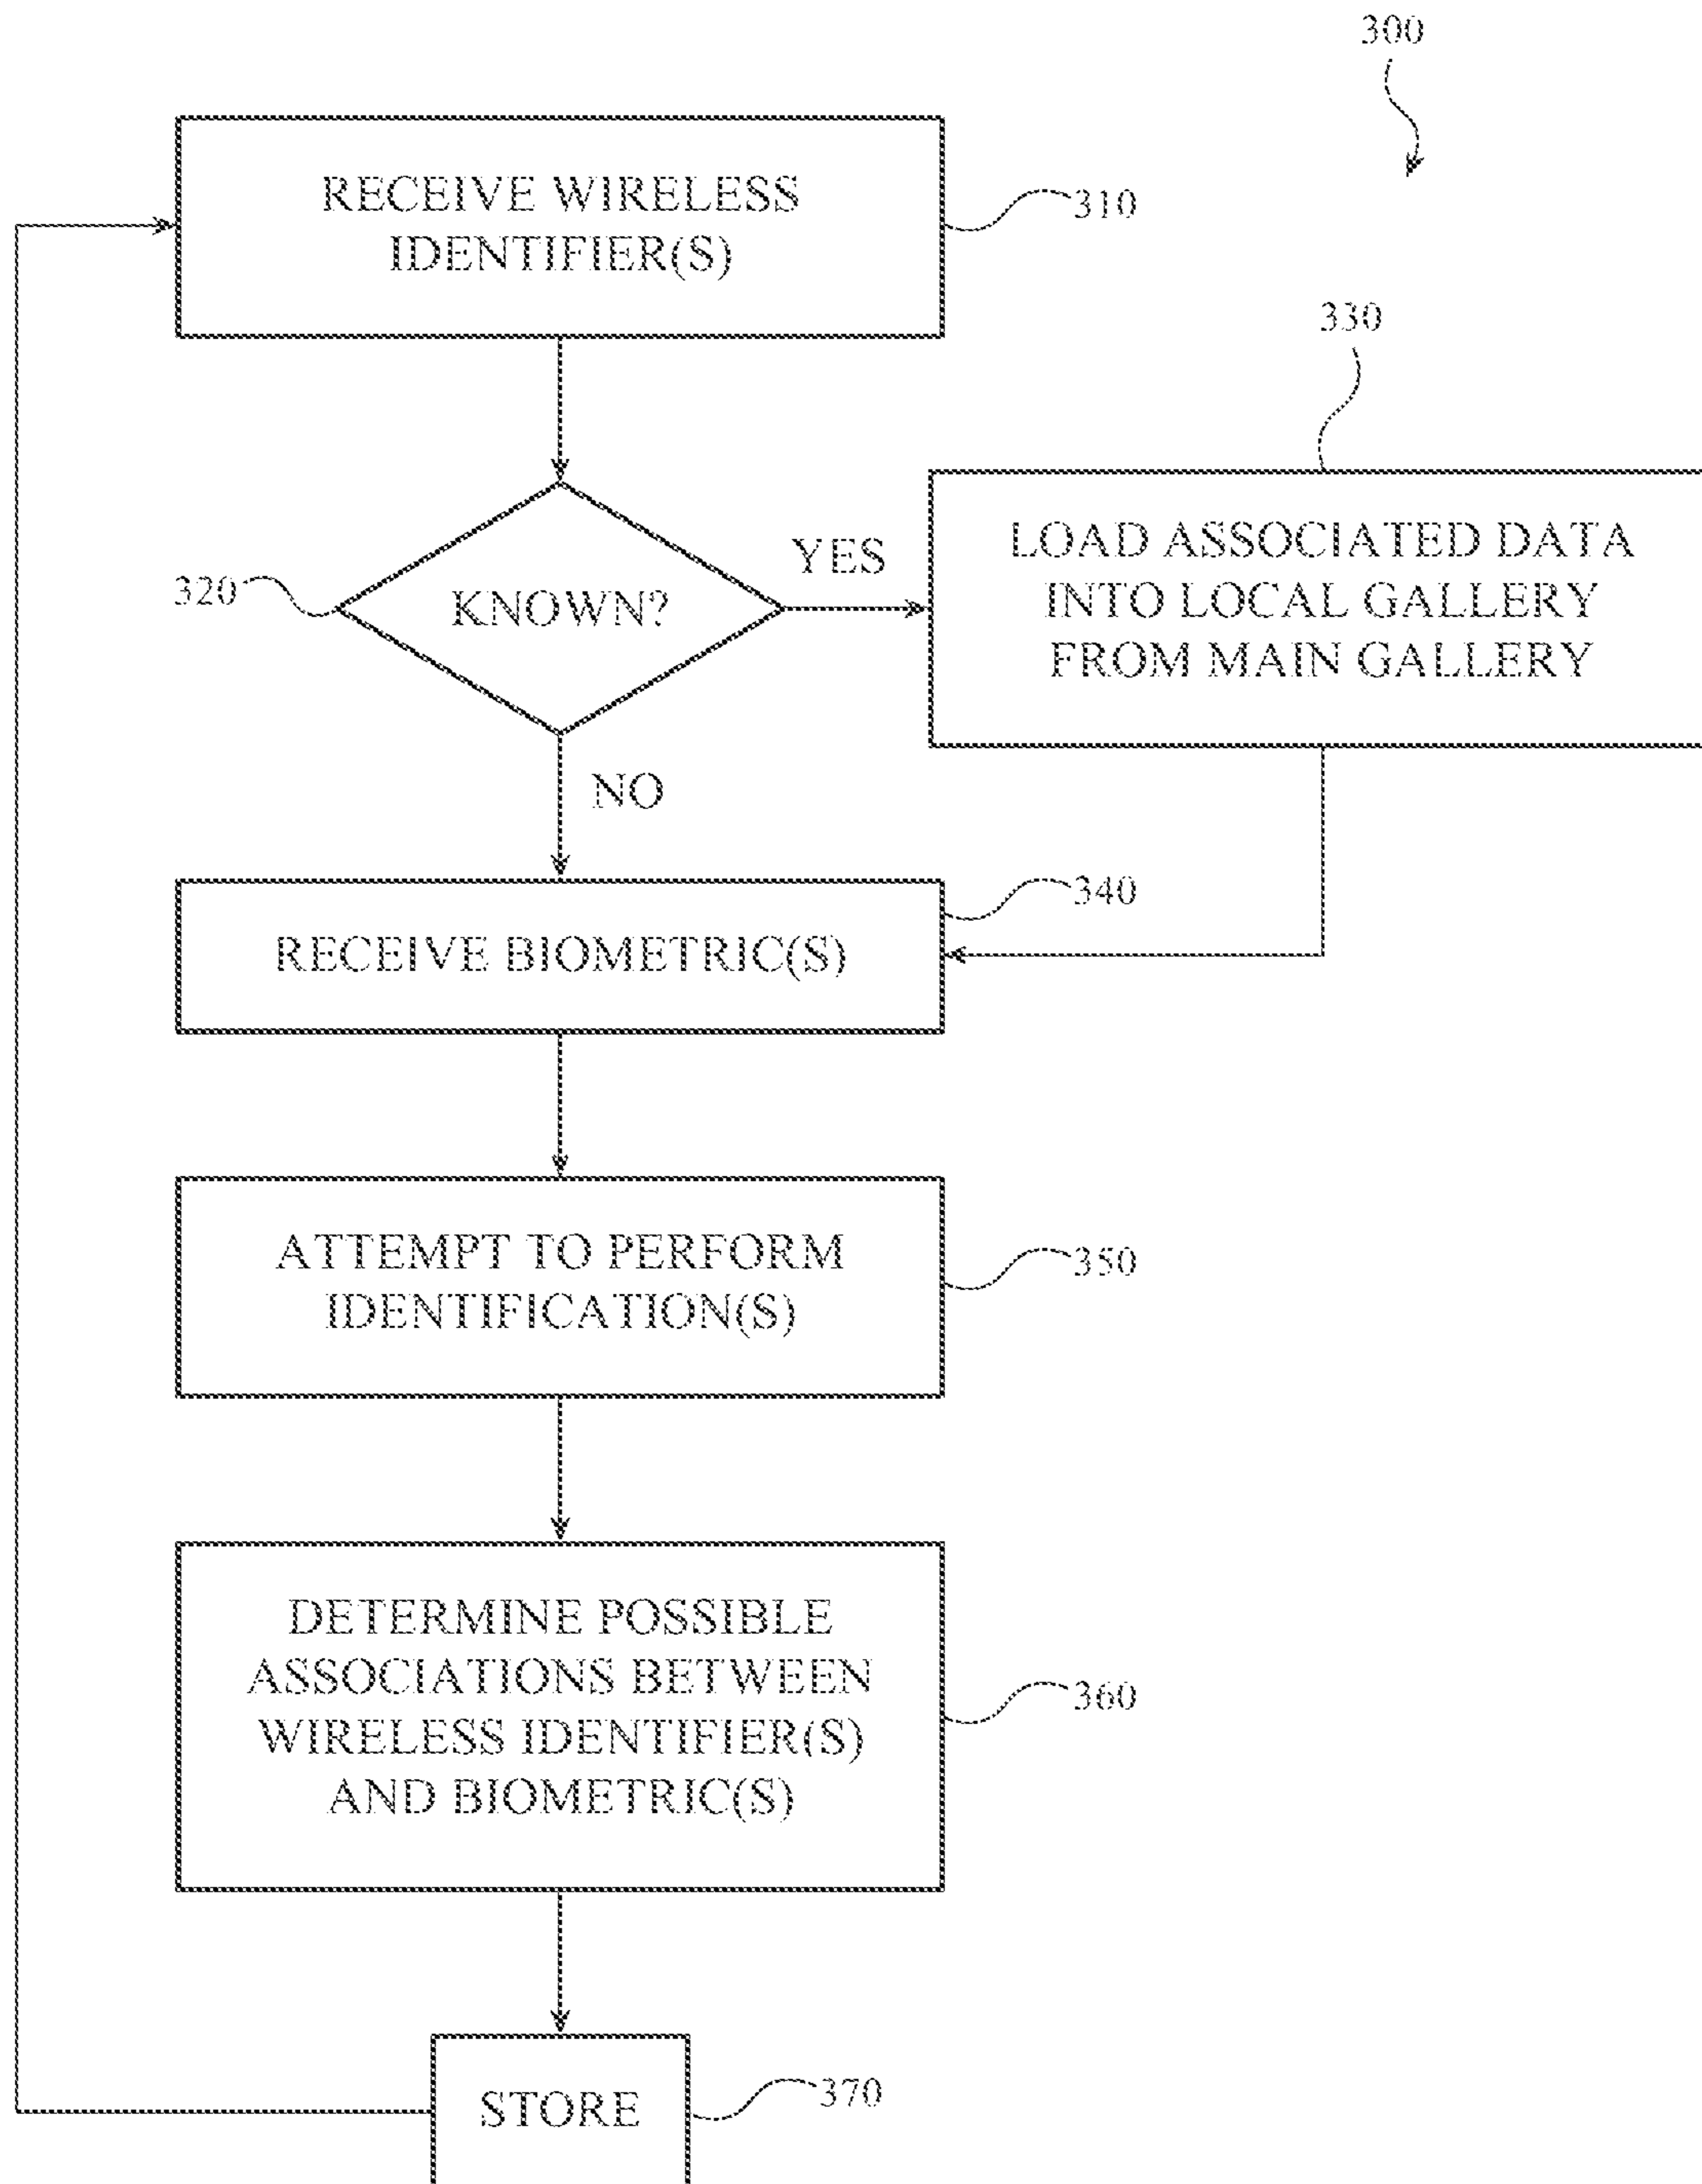 300
RECEIVE WIRELESS
IDENTIFIER(S)
310
330
LOAD ASSOCIATED DATA
INTO LOCAL GALLERY
FROM MAIN GALLERY
YES
320
KNOWN?
NO
340
RECEIVE BIOMETRIC(S)
ATTEMPT TO PERFORM
IDENTIFICATION(S)
350
DETERMINE POSSIBLE
ASSOCIATIONS BETWEEN
WIRELESS IDENTIFIER(S)
AND BIOMETRIC(S)
360
STORE
370